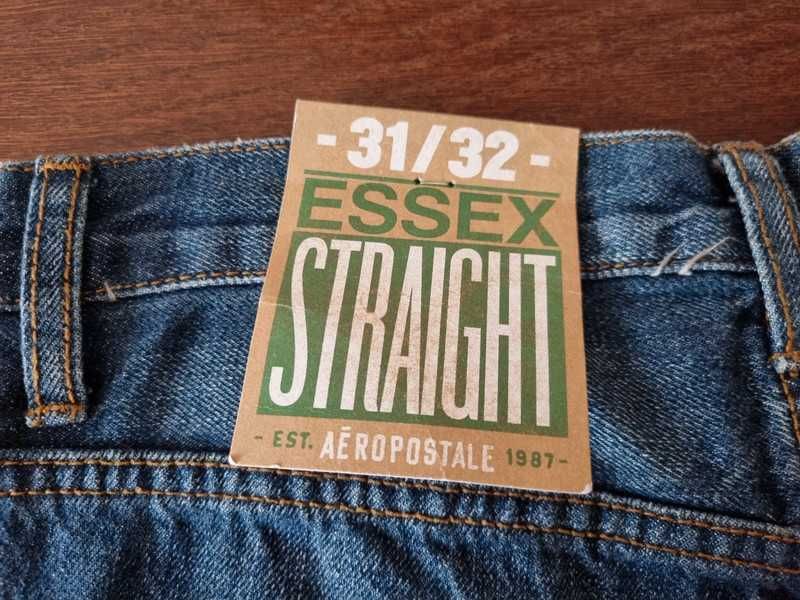 - 31/32 -
ESSEX
STRAIGHT
- EST. AÉROPOSTALE 1987 -